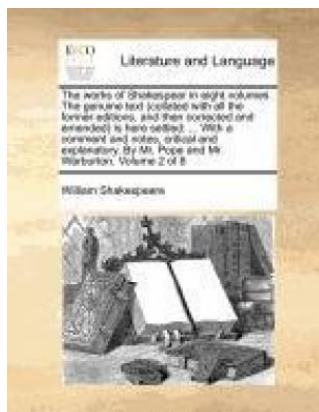 ECCO
Literature and Language
The works of Shakespear in eight volumes.
The genuine text (collated with all the
former editions, and then corrected and
emended) is here settled: ... With a
comment and notes, critical and
explanatory. By Mr. Pope and Mr.
Warburton. Volume 2 of 8
William Shakespeare